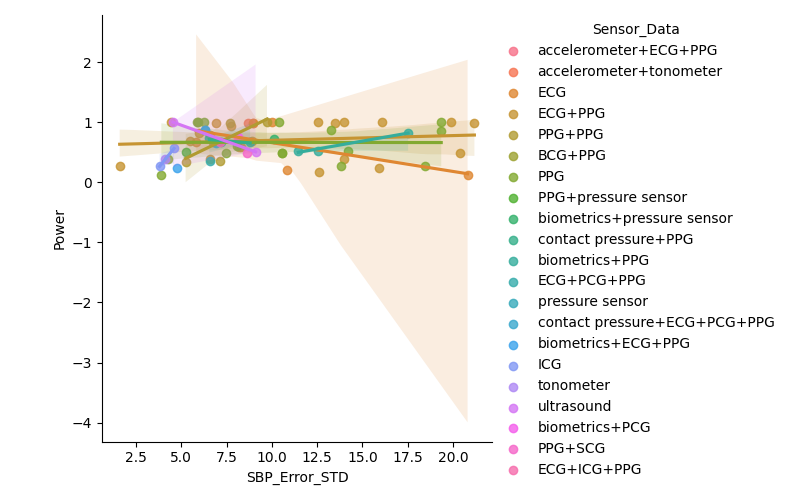 Sensor_Data
accelerometer+ECG+PPG
accelerometer+tonometer
ECG
ECG+PPG
PPG+PPG
BCG+PPG
PPG
PPG+pressure sensor
biometrics+pressure sensor
contact pressure+PPG
biometrics+PPG
ECG+PCG+PPG
pressure sensor
contact pressure+ECG+PCG+PPG
biometrics+ECG+PPG
ICG
tonometer
ultrasound
biometrics+PCG
PPG+SCG
ECG+ICG+PPG
Power
2
1
0
−1
−2
−3
−4
2.5 5.0 7.5 10.0 12.5 15.0 17.5 20.0
SBP_Error_STD